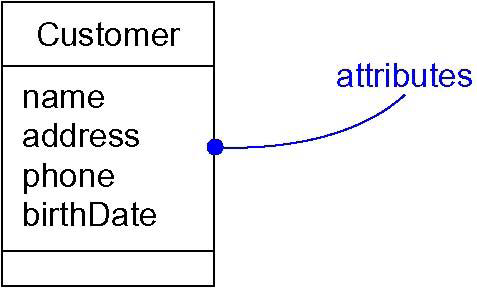 Customer
attributes
name
address
phone
birthDate